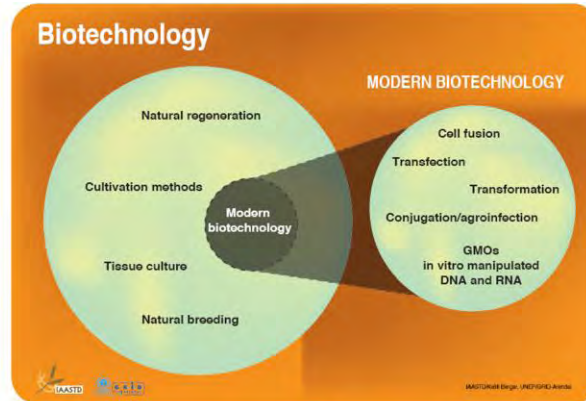 Biotechnology
MODERN BIOTECHNOLOGY
Natural regeneration
Cultivation methods
Modern
biotechnology
Tissue culture
Natural breeding
Cell fusion
Transfection
Transformation
Conjugation/agroinfection
GMOs
in vitro manipulated
DNA and RNA
IAASTD